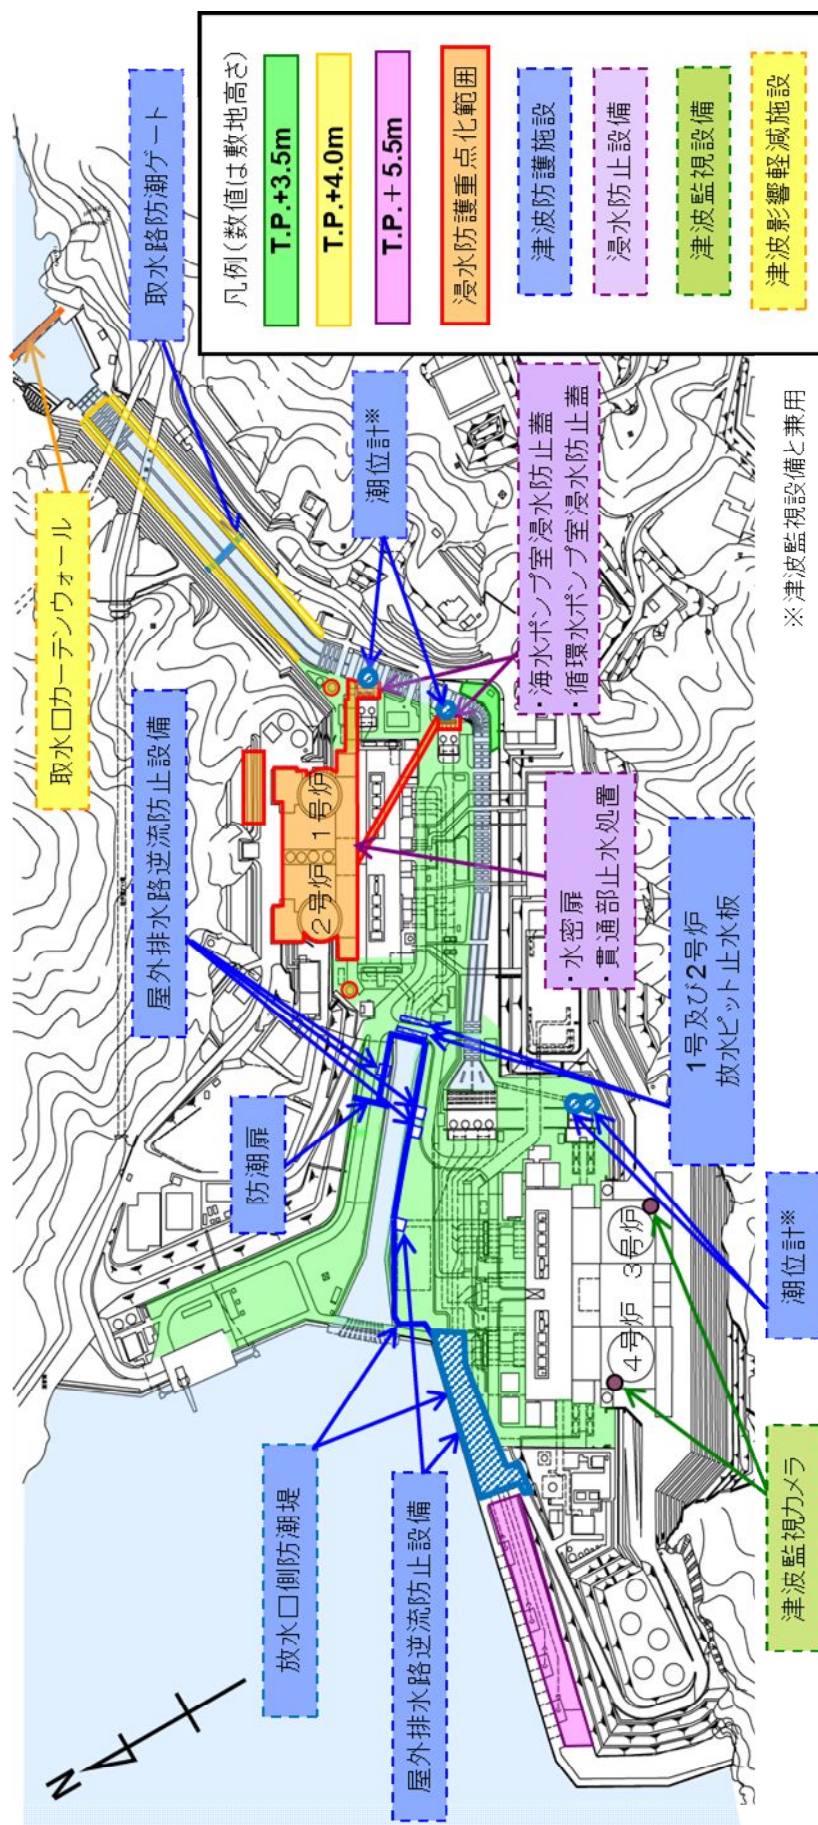 取水口カーテンウォール
取水路防潮ゲート
屋外排水路逆流防止設備
潮位計※
防潮扉
放水口側防潮堤
屋外排水路逆流防止設備
2号炉
1号炉
4号炉
3号炉
・海水ポンプ室浸水防止蓋
・循環水ポンプ室浸水防止蓋
・水密扉
・貫通部止水処置
1号及び2号炉
放水ピット止水板
潮位計※
津波監視カメラ
N
凡例(数値は敷地高さ)
T.P.+3.5m
T.P.+4.0m
T.P.+5.5m
浸水防護重点化範囲
津波防護施設
浸水防止設備
津波監視設備
津波影響軽減施設
※津波監視設備と兼用